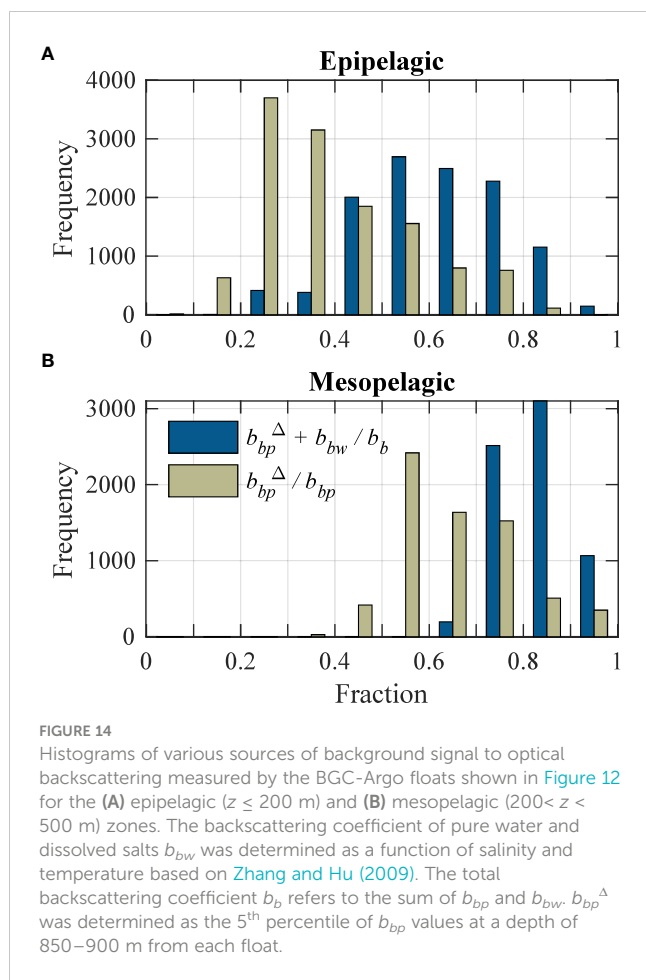 A
Epipelagic
4000
3000
2000
1000
0
Frequency
0 0.2 0.4 0.6 0.8 1
B
Mesopelagic
3000
2000
1000
0
Frequency
b_bp^Δ + b_bw / b_b
b_bp^Δ / b_bp
0 0.2 0.4 0.6 0.8 1
Fraction
FIGURE 14
Histograms of various sources of background signal to optical
backscattering measured by the BGC-Argo floats shown in Figure 12
for the (A) epipelagic (z ≤ 200 m) and (B) mesopelagic (200< z <
500 m) zones. The backscattering coefficient of pure water and
dissolved salts b_bw was determined as a function of salinity and
temperature based on Zhang and Hu (2009). The total
backscattering coefficient b_b refers to the sum of b_bp and b_bw. b_bp^Δ
was determined as the 5th percentile of b_bp values at a depth of
850–900 m from each float.